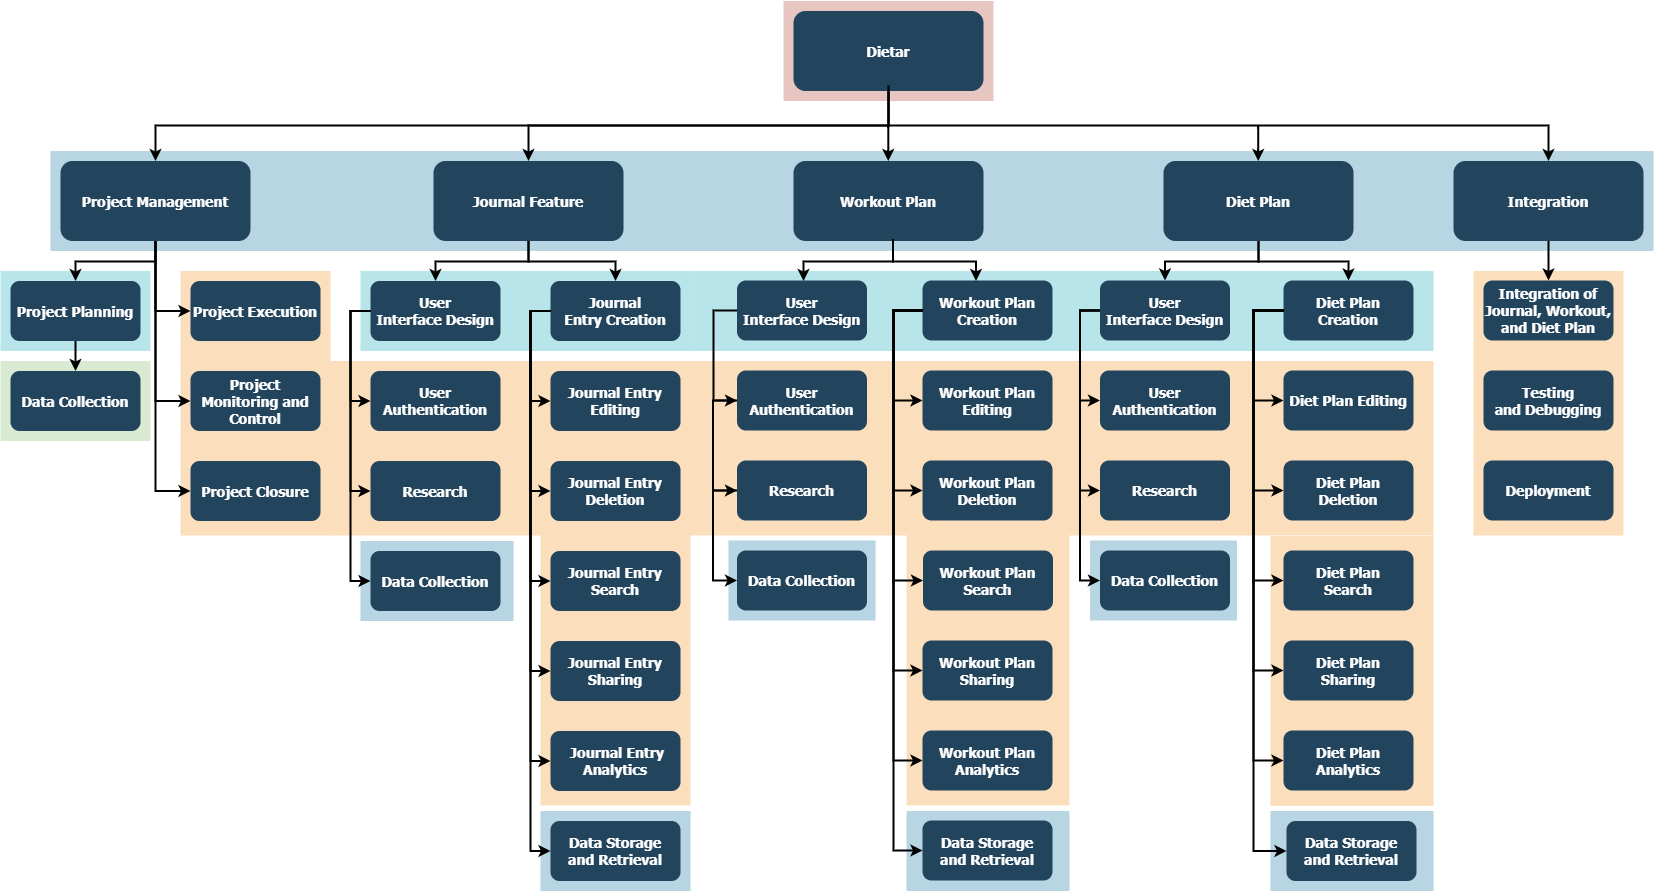 Dietar
Project Management
Journal Feature
Workout Plan
Diet Plan
Integration
Project Planning
Project Execution
User
Interface Design
Journal
Entry Creation
User
Interface Design
Workout Plan
Creation
User
Interface Design
Diet Plan
Creation
Integration of
Journal, Workout,
and Diet Plan
Data Collection
Project
Monitoring and
Control
User
Authentication
Journal Entry
Editing
User
Authentication
Workout Plan
Editing
User
Authentication
Diet Plan Editing
Testing
and Debugging
Project Closure
Research
Journal Entry
Deletion
Research
Workout Plan
Deletion
Research
Diet Plan
Deletion
Deployment
Data Collection
Journal Entry
Search
Data Collection
Workout Plan
Search
Data Collection
Diet Plan
Search
Journal Entry
Sharing
Workout Plan
Sharing
Diet Plan
Sharing
Journal Entry
Analytics
Workout Plan
Analytics
Diet Plan
Analytics
Data Storage
and Retrieval
Data Storage
and Retrieval
Data Storage
and Retrieval